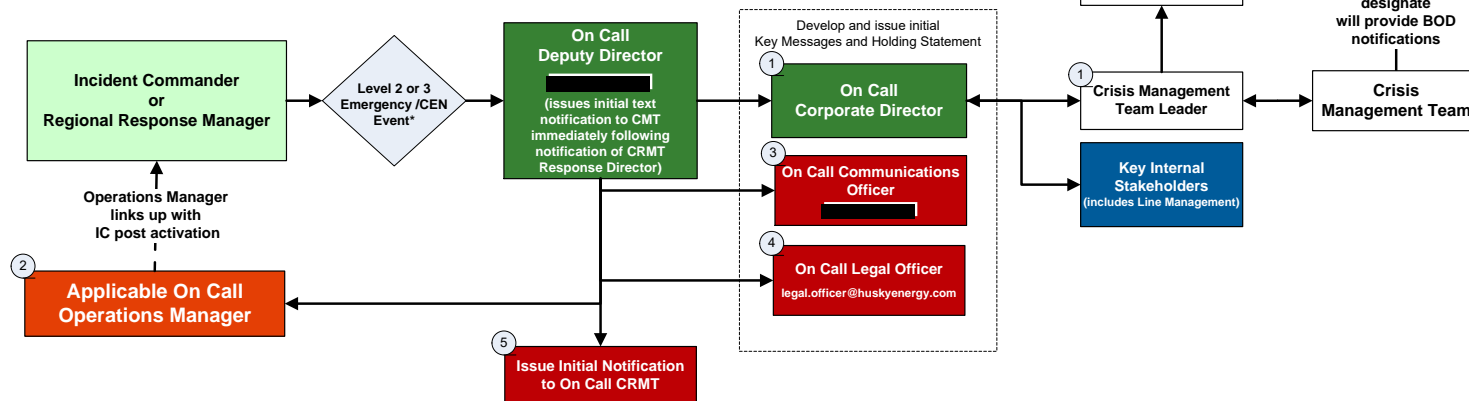 Incident Commander
or
Regional Response Manager
Level 2 or 3
Emergency /CEN
Event*
On Call
Deputy Director
(issues initial text
notification to CMT
immediately following
notification of CRMT
Response Director)
Develop and issue initial
Key Messages and Holding Statement
1
On Call
Corporate Director
3
On Call Communications
Officer
4
On Call Legal Officer
legal.officer@huskyenergy.com
1
Crisis Management
Team Leader
designate
will provide BOD
notifications
Crisis
Management Team
Key Internal
Stakeholders
(includes Line Management)
Operations Manager
links up with
IC post activation
2
Applicable On Call
Operations Manager
5
Issue Initial Notification
to On Call CRMT